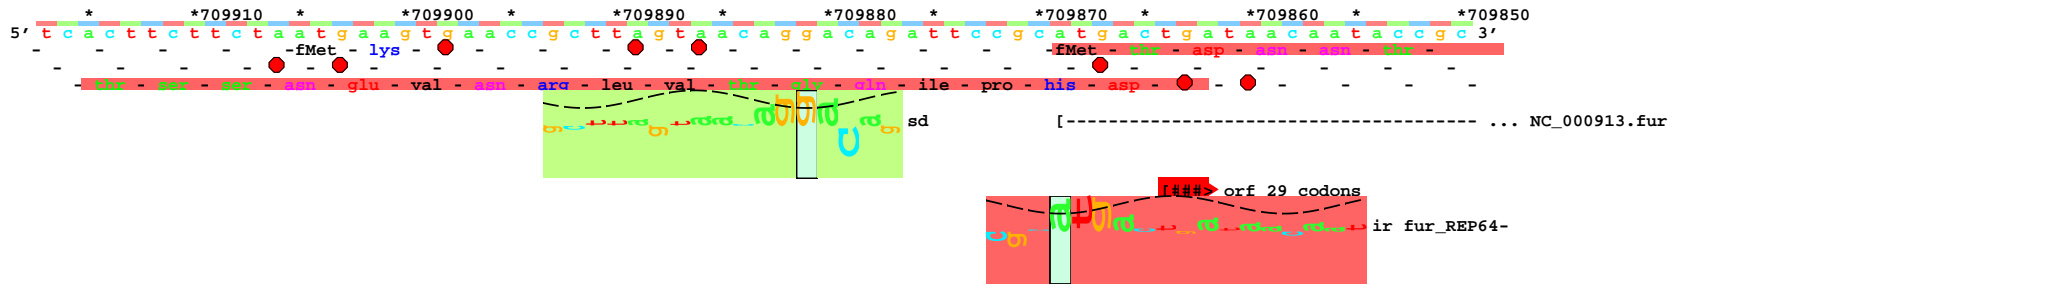 * *709910 * *709900 * *709890 * *709880 * *709870 * *709860 * *709850
5' t c a c t t c t t c t a a t g a a g t g a a c c g c t t a g t a a c a g g a c a g a t t c c g c a t g a c t g a t a a c a a t a c c g c 3'
- - - - -fMet - lys - - - - - - - - -fMet - thr - asp - asn - asn - thr -
- - - - - - - - - - - - - - - - - - - - -
- thr - ser - ser - asn - glu - val - asn - arg - leu - val - thr - gly - gln - ile - pro - his - asp - - - - - -
g c t t a g t a a c a g g a c a g sd [--------------------------------------- ... NC_000913.fur
[###> orf 29 codons
c g c a t g a c t g a t a a c a a t ir fur_REP64-